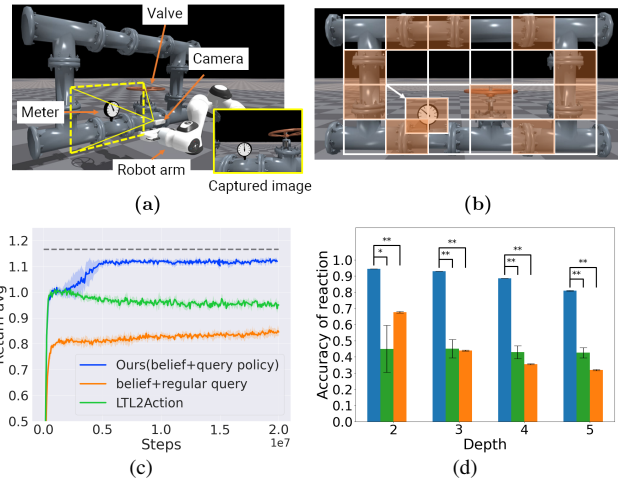 Valve
Camera
Meter
Robot arm
Captured image
(a)
(b)
1.2
1.1
1.0
0.9
0.8
0.7
0.6
0.5
Ours(belief+query policy)
belief+regular query
LTL2Action
0.0 0.5 1.0 1.5 2.0
Steps
1e7
(c)
Accuracy of reaction
1.0
0.9
0.8
0.7
0.6
0.5
0.4
0.3
0.2
0.1
0.0
** ** ** **
* ** ** **
2 3 4 5
Depth
(d)